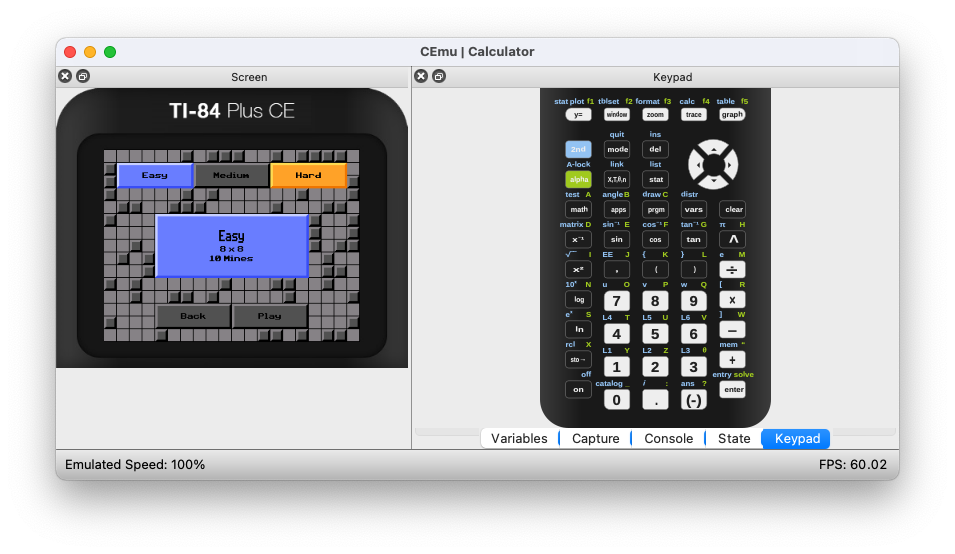 CEmu | Calculator
Screen
Keypad
TI-84 Plus CE
Easy Medium Hard
Easy
8 x 8
10 Mines
Back Play
stat plot f1 tblset f2 format f3 calc f4 table f5
y= window zoom trace graph
quit ins
2nd mode del
A-lock link list
alpha X,T,θ,n stat
test A angle B draw C distr
math apps prgm vars clear
matrix D sin⁻¹ E cos⁻¹ F tan⁻¹ G π H
x⁻¹ sin cos tan ^
√‾ I EE J { K } L e M
x² , ( ) ÷
10ˣ N u O v P w Q [ R
log 7 8 9 x
eˣ S L4 T L5 U L6 V ] W
ln 4 5 6 −
rcl X L1 Y L2 Z L3 θ mem "
sto→ 1 2 3 +
off catalog _ i : ans ? entry solve
on 0 . (-) enter
Variables Capture Console State Keypad
Emulated Speed: 100%
FPS: 60.02